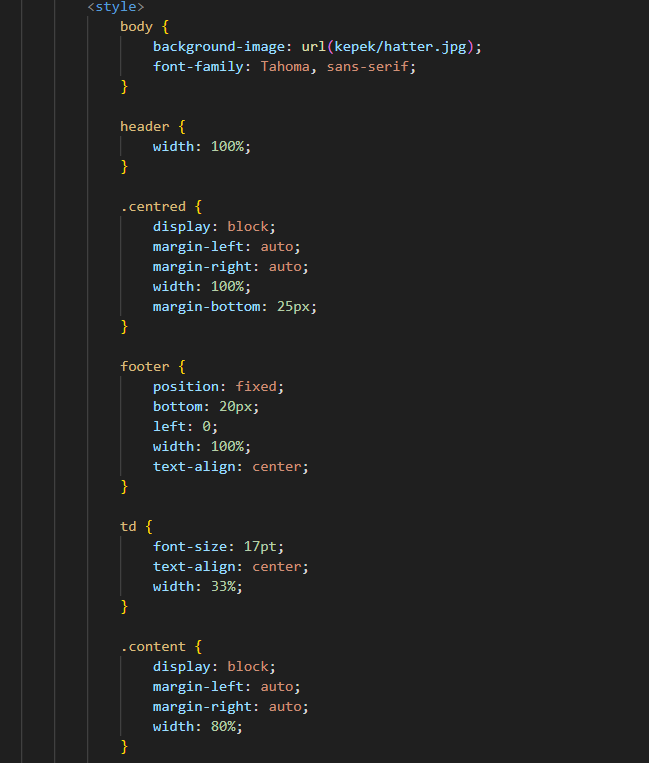 <style>
body {
background-image: url(kepek/hatter.jpg);
font-family: Tahoma, sans-serif;
}
header {
width: 100%;
}
.centred {
display: block;
margin-left: auto;
margin-right: auto;
width: 100%;
margin-bottom: 25px;
}
footer {
position: fixed;
bottom: 20px;
left: 0;
width: 100%;
text-align: center;
}
td {
font-size: 17pt;
text-align: center;
width: 33%;
}
.content {
display: block;
margin-left: auto;
margin-right: auto;
width: 80%;
}